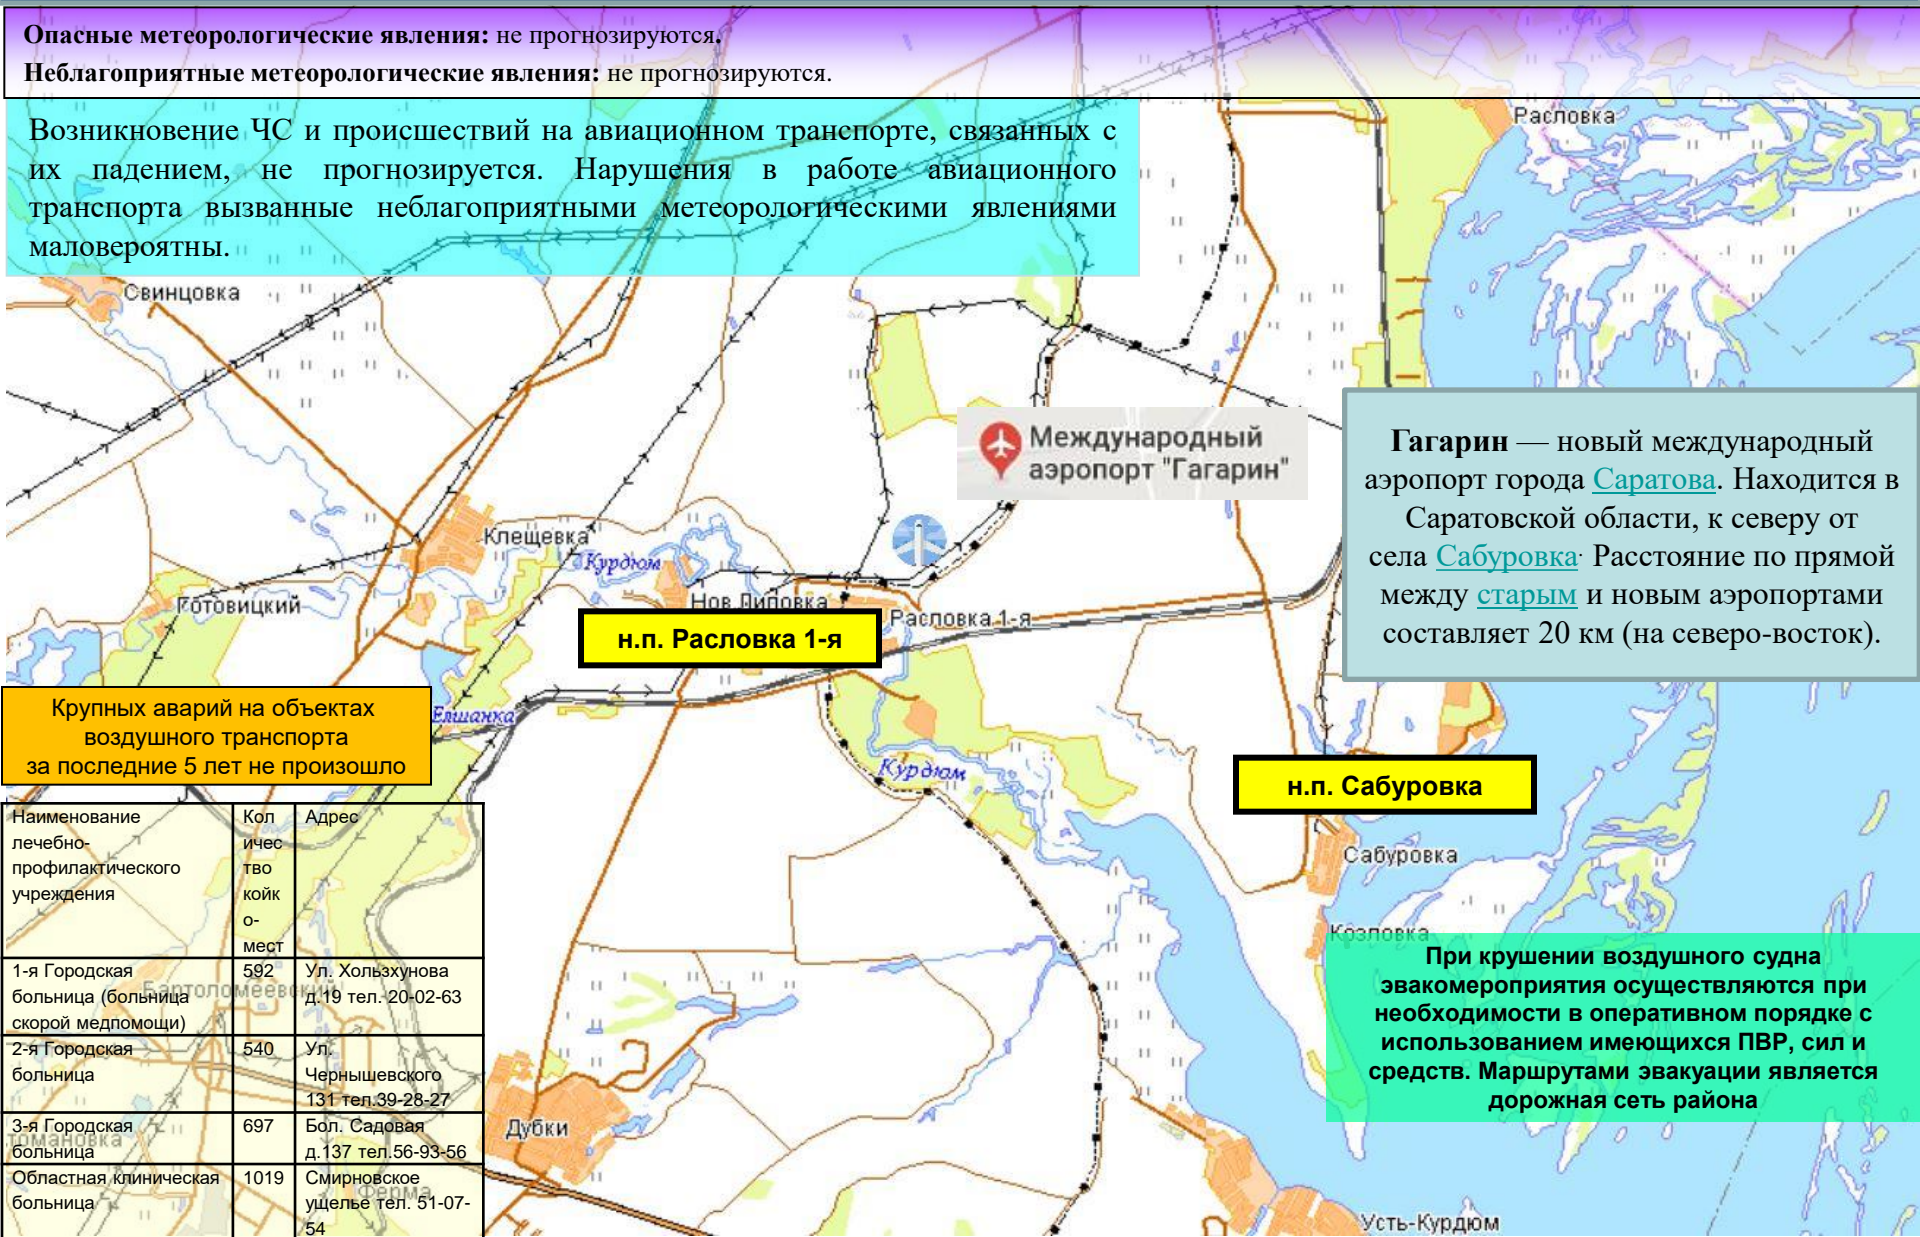 Опасные метеорологические явления: не прогнозируются.
Неблагоприятные метеорологические явления: не прогнозируются.
Возникновение ЧС и происшествий на авиационном транспорте, связанных с
их падением, не прогнозируется. Нарушения в работе авиационного
транспорта вызванные неблагоприятными метеорологическими явлениями
маловероятны.
Расловка
Свинцовка
Международный
аэропорт "Гагарин"
Гагарин — новый международный
аэропорт города Саратова. Находится в
Саратовской области, к северу от
села Сабуровка. Расстояние по прямой
между старым и новым аэропортами
составляет 20 км (на северо-восток).
Клещевка
Курдюм
Готовицкий
Нов.Липовка
Расловка 1-я
н.п. Расловка 1-я
Елшанка
Крупных аварий на объектах
воздушного транспорта
за последние 5 лет не произошло
Курдюм
н.п. Сабуровка
Сабуровка
Козловка
При крушении воздушного судна
эвакомероприятия осуществляются при
необходимости в оперативном порядке с
использованием имеющихся ПВР, сил и
средств. Маршрутами эвакуации является
дорожная сеть района
Наименование
лечебно-
профилактического
учреждения
Кол
ичес
тво
койк
о-
мест
Адрес
1-я Городская
больница (больница
скорой медпомощи)
592
Ул. Хользхунова
д.19 тел. 20-02-63
Бартоломеевский
2-я Городская
больница
540
Ул.
Чернышевского
131 тел.39-28-27
3-я Городская
больница
697
Бол. Садовая
д.137 тел.56-93-56
томановка
Областная клиническая
больница
1019
Смирновское
ущелье тел. 51-07-
54
Ферма
Дубки
Усть-Курдюм